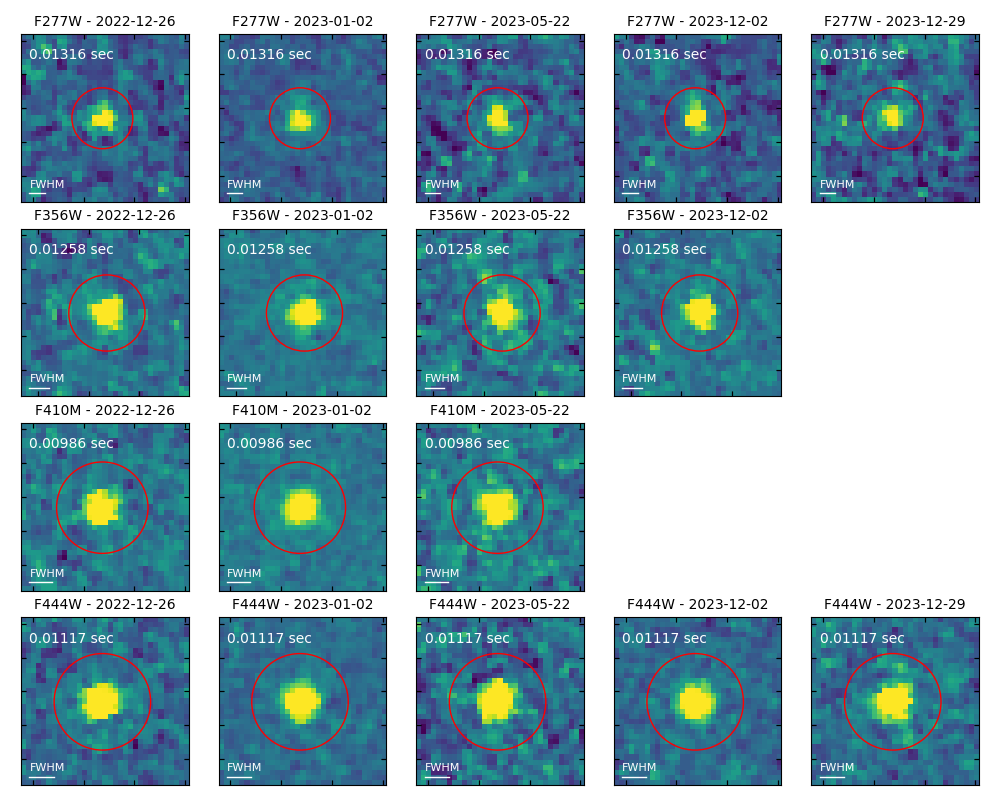 F277W - 2022-12-26
F277W - 2023-01-02
F277W - 2023-05-22
F277W - 2023-12-02
F277W - 2023-12-29
0.01316 sec
0.01316 sec
0.01316 sec
0.01316 sec
0.01316 sec
FWHM
FWHM
FWHM
FWHM
FWHM
F356W - 2022-12-26
F356W - 2023-01-02
F356W - 2023-05-22
F356W - 2023-12-02
0.01258 sec
0.01258 sec
0.01258 sec
0.01258 sec
FWHM
FWHM
FWHM
FWHM
F410M - 2022-12-26
F410M - 2023-01-02
F410M - 2023-05-22
0.00986 sec
0.00986 sec
0.00986 sec
FWHM
FWHM
FWHM
F444W - 2022-12-26
F444W - 2023-01-02
F444W - 2023-05-22
F444W - 2023-12-02
F444W - 2023-12-29
0.01117 sec
0.01117 sec
0.01117 sec
0.01117 sec
0.01117 sec
FWHM
FWHM
FWHM
FWHM
FWHM